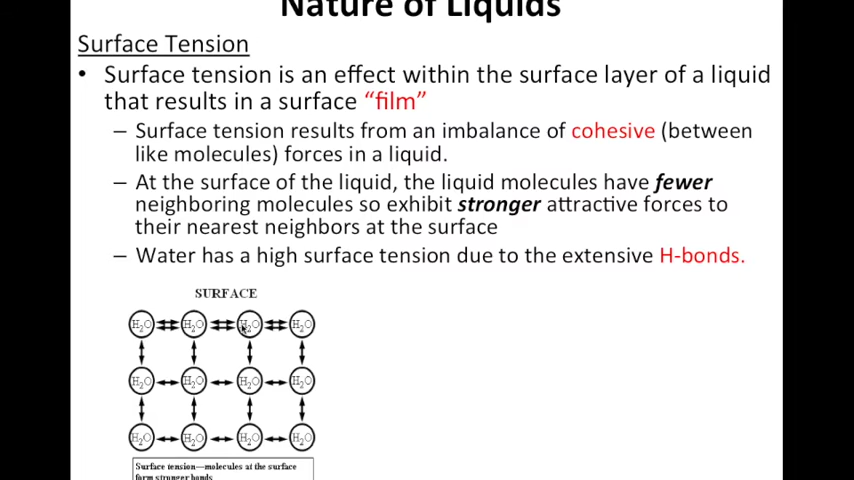 Nature of Liquids
Surface Tension
• Surface tension is an effect within the surface layer of a liquid
that results in a surface “film”
– Surface tension results from an imbalance of cohesive (between
like molecules) forces in a liquid.
– At the surface of the liquid, the liquid molecules have fewer
neighboring molecules so exhibit stronger attractive forces to
their nearest neighbors at the surface
– Water has a high surface tension due to the extensive H-bonds.
SURFACE
H₂O H₂O H₂O H₂O
H₂O H₂O H₂O H₂O
H₂O H₂O H₂O H₂O
Surface tension—molecules at the surface
form stronger bonds